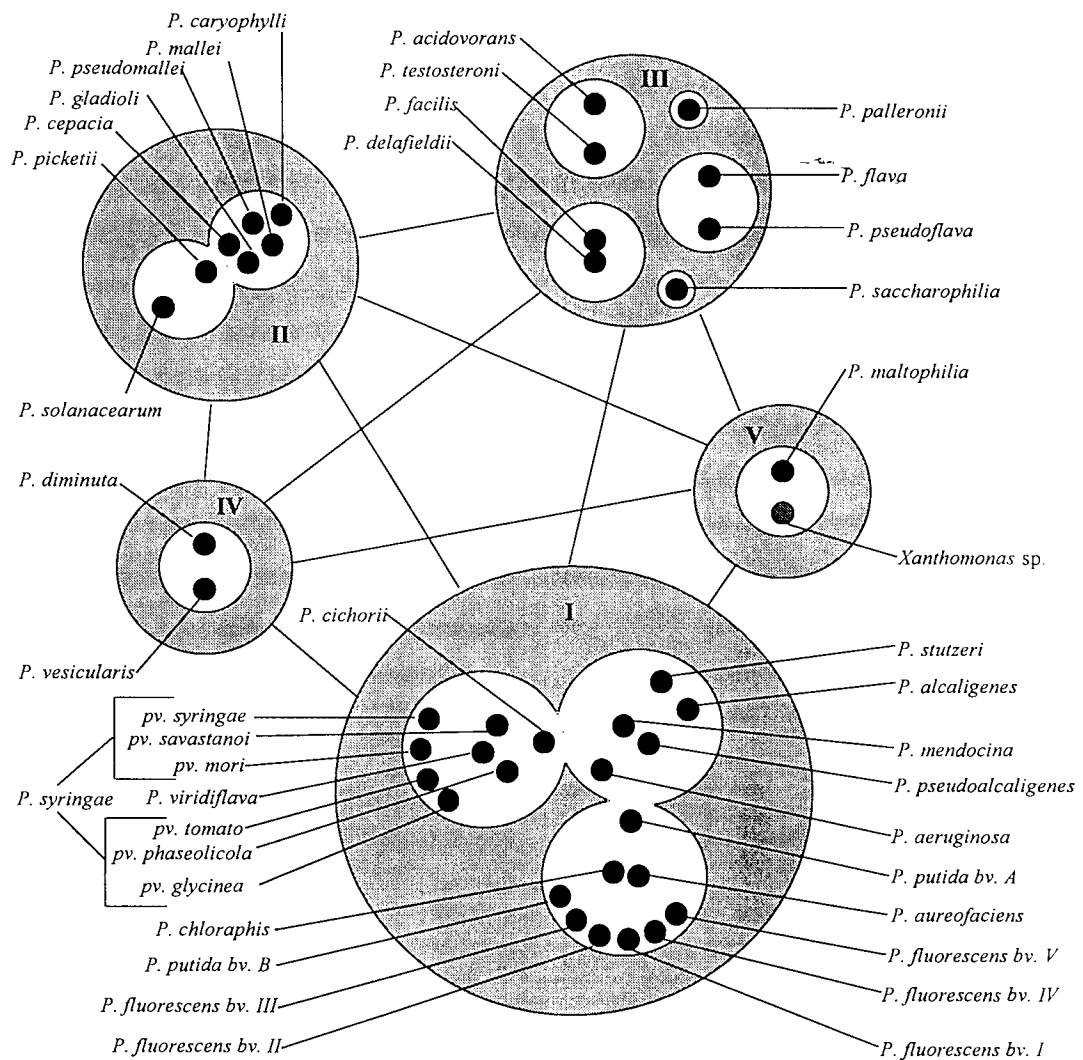 P. caryophylli
P. mallei
P. pseudomallei
P. gladioli
P. cepacia
P. picketii
II
P. solanacearum
P. acidovorans
P. testosteroni
P. facilis
P. delafieldii
III
P. palleronii
P. flava
P. pseudoflava
P. saccharophilia
P. maltophilia
V
Xanthomonas sp.
P. diminuta
IV
P. vesicularis
P. cichorii
I
P. stutzeri
P. alcaligenes
P. mendocina
P. pseudoalcaligenes
P. aeruginosa
P. putida bv. A
P. aureofaciens
P. fluorescens bv. V
P. fluorescens bv. IV
P. fluorescens bv. I
pv. syringae
pv. savastanoi
pv. mori
P. syringae
P. viridiflava
pv. tomato
pv. phaseolicola
pv. glycinea
P. chloraphis
P. putida bv. B
P. fluorescens bv. III
P. fluorescens bv. II